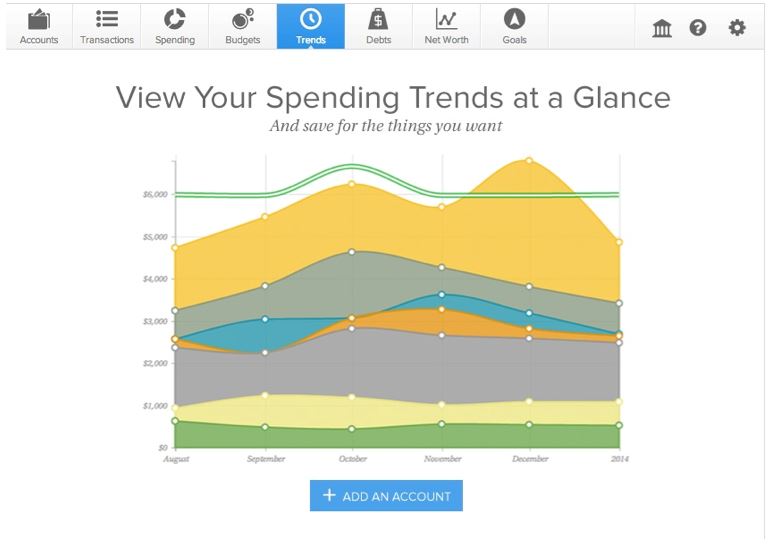 Accounts Transactions Spending Budgets Trends Debts Net Worth Goals
View Your Spending Trends at a Glance
And save for the things you want
$6,000
$5,000
$4,000
$3,000
$2,000
$1,000
$0
August September October November December 2014
+ ADD AN ACCOUNT